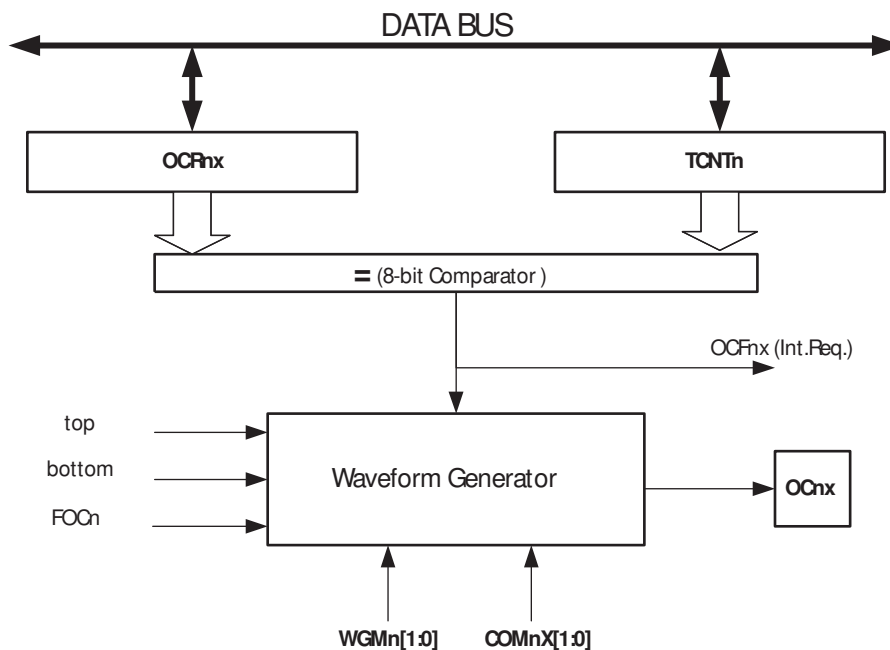 DATA BUS
OCRnx
TCNTn
= (8-bit Comparator )
OCFnx (Int.Req.)
top
bottom
FOCn
Waveform Generator
OCnx
WGMn[1:0]
COMnX[1:0]